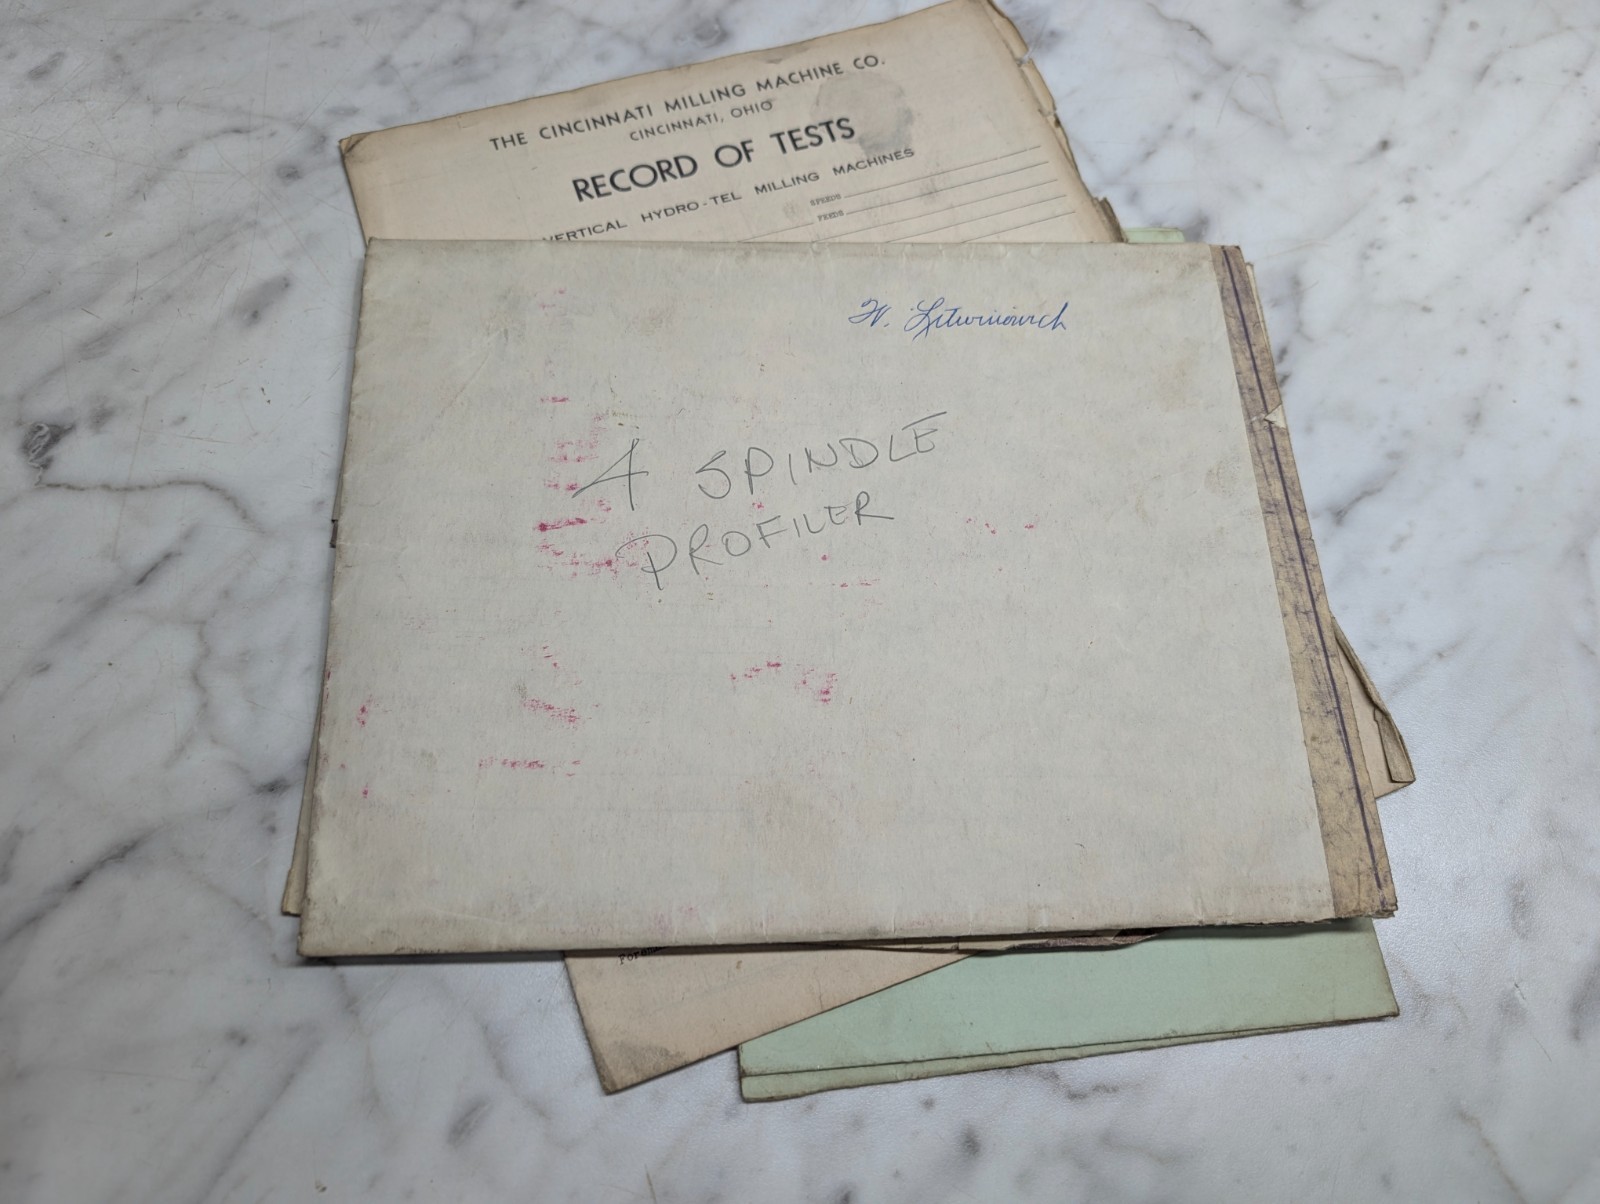 THE CINCINNATI MILLING MACHINE CO.
CINCINNATI, OHIO
RECORD OF TESTS
VERTICAL HYDRO-TEL MILLING MACHINES
SPEEDS
FEEDS
4 SPINDLE
PROFILER